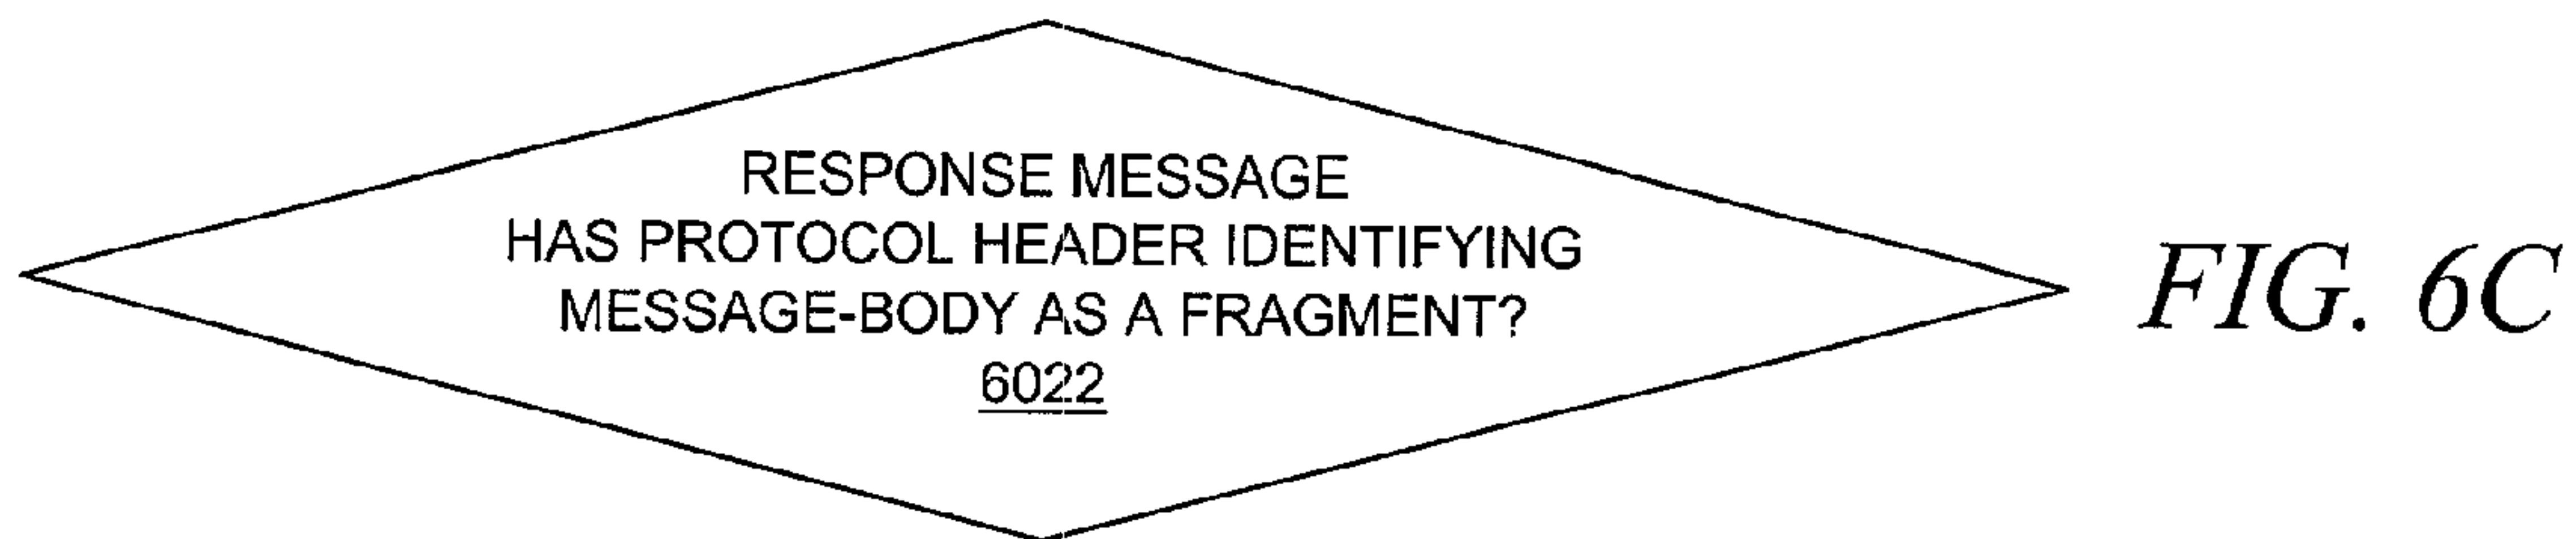 RESPONSE MESSAGE
HAS PROTOCOL HEADER IDENTIFYING
MESSAGE-BODY AS A FRAGMENT?
6022
FIG. 6C